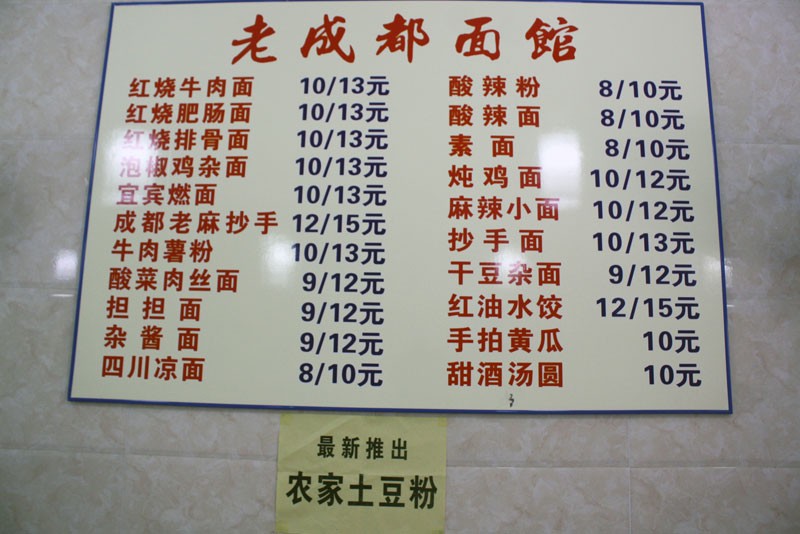 老成都面館
红烧牛肉面 10/13元
红烧肥肠面 10/13元
红烧排骨面 10/13元
泡椒鸡杂面 10/13元
宜宾燃面 10/13元
成都老麻抄手 12/15元
牛肉薯粉 10/13元
酸菜肉丝面 9/12元
担担面 9/12元
杂酱面 9/12元
四川凉面 8/10元
酸辣粉 8/10元
酸辣面 8/10元
素面 8/10元
炖鸡面 10/12元
麻辣小面 10/12元
抄手面 10/13元
干豆杂面 9/12元
红油水饺 12/15元
手拍黄瓜 10元
甜酒汤圆 10元
最新推出
农家土豆粉